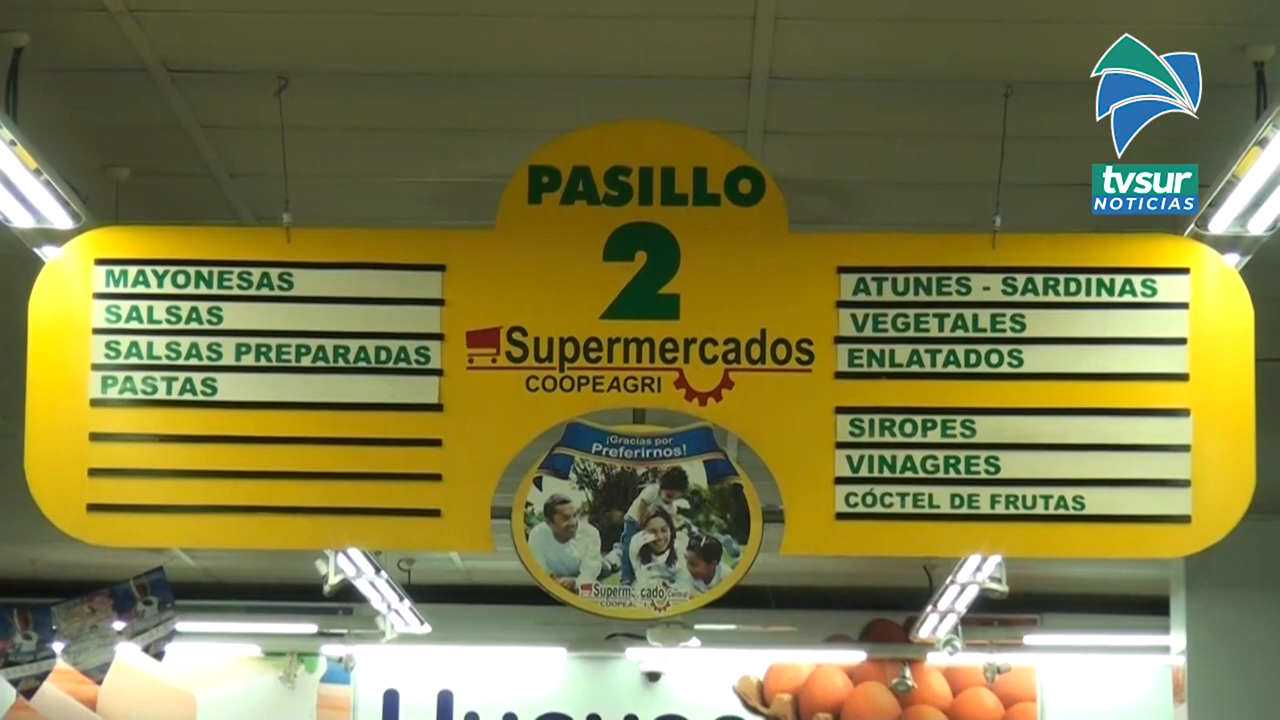 tvsur
NOTICIAS
PASILLO
2
Supermercados
COOPEAGRI
MAYONESAS
SALSAS
SALSAS PREPARADAS
PASTAS
ATUNES - SARDINAS
VEGETALES
ENLATADOS
SIROPES
VINAGRES
CÓCTEL DE FRUTAS
¡Gracias por
Preferirnos!
Central